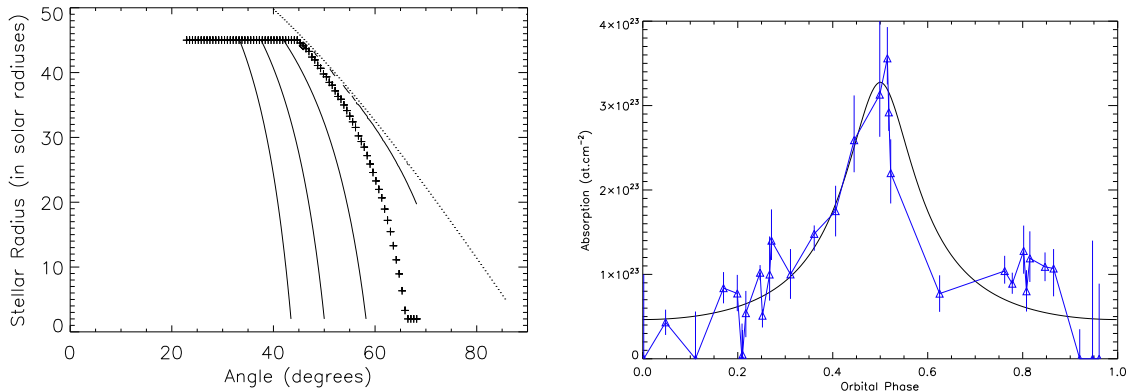 50
40
30
20
10
0
Stellar Radius (in solar radiuses)
0 20 40 60 80
Angle (degrees)
4×10²³
3×10²³
2×10²³
1×10²³
0
Absorption (at.cm⁻²)
0.0 0.2 0.4 0.6 0.8 1.0
Orbital Phase